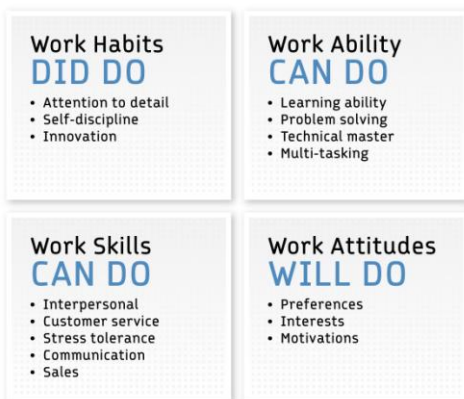 Work Habits
DID DO
• Attention to detail
• Self-discipline
• Innovation
Work Ability
CAN DO
• Learning ability
• Problem solving
• Technical master
• Multi-tasking
Work Skills
CAN DO
• Interpersonal
• Customer service
• Stress tolerance
• Communication
• Sales
Work Attitudes
WILL DO
• Preferences
• Interests
• Motivations